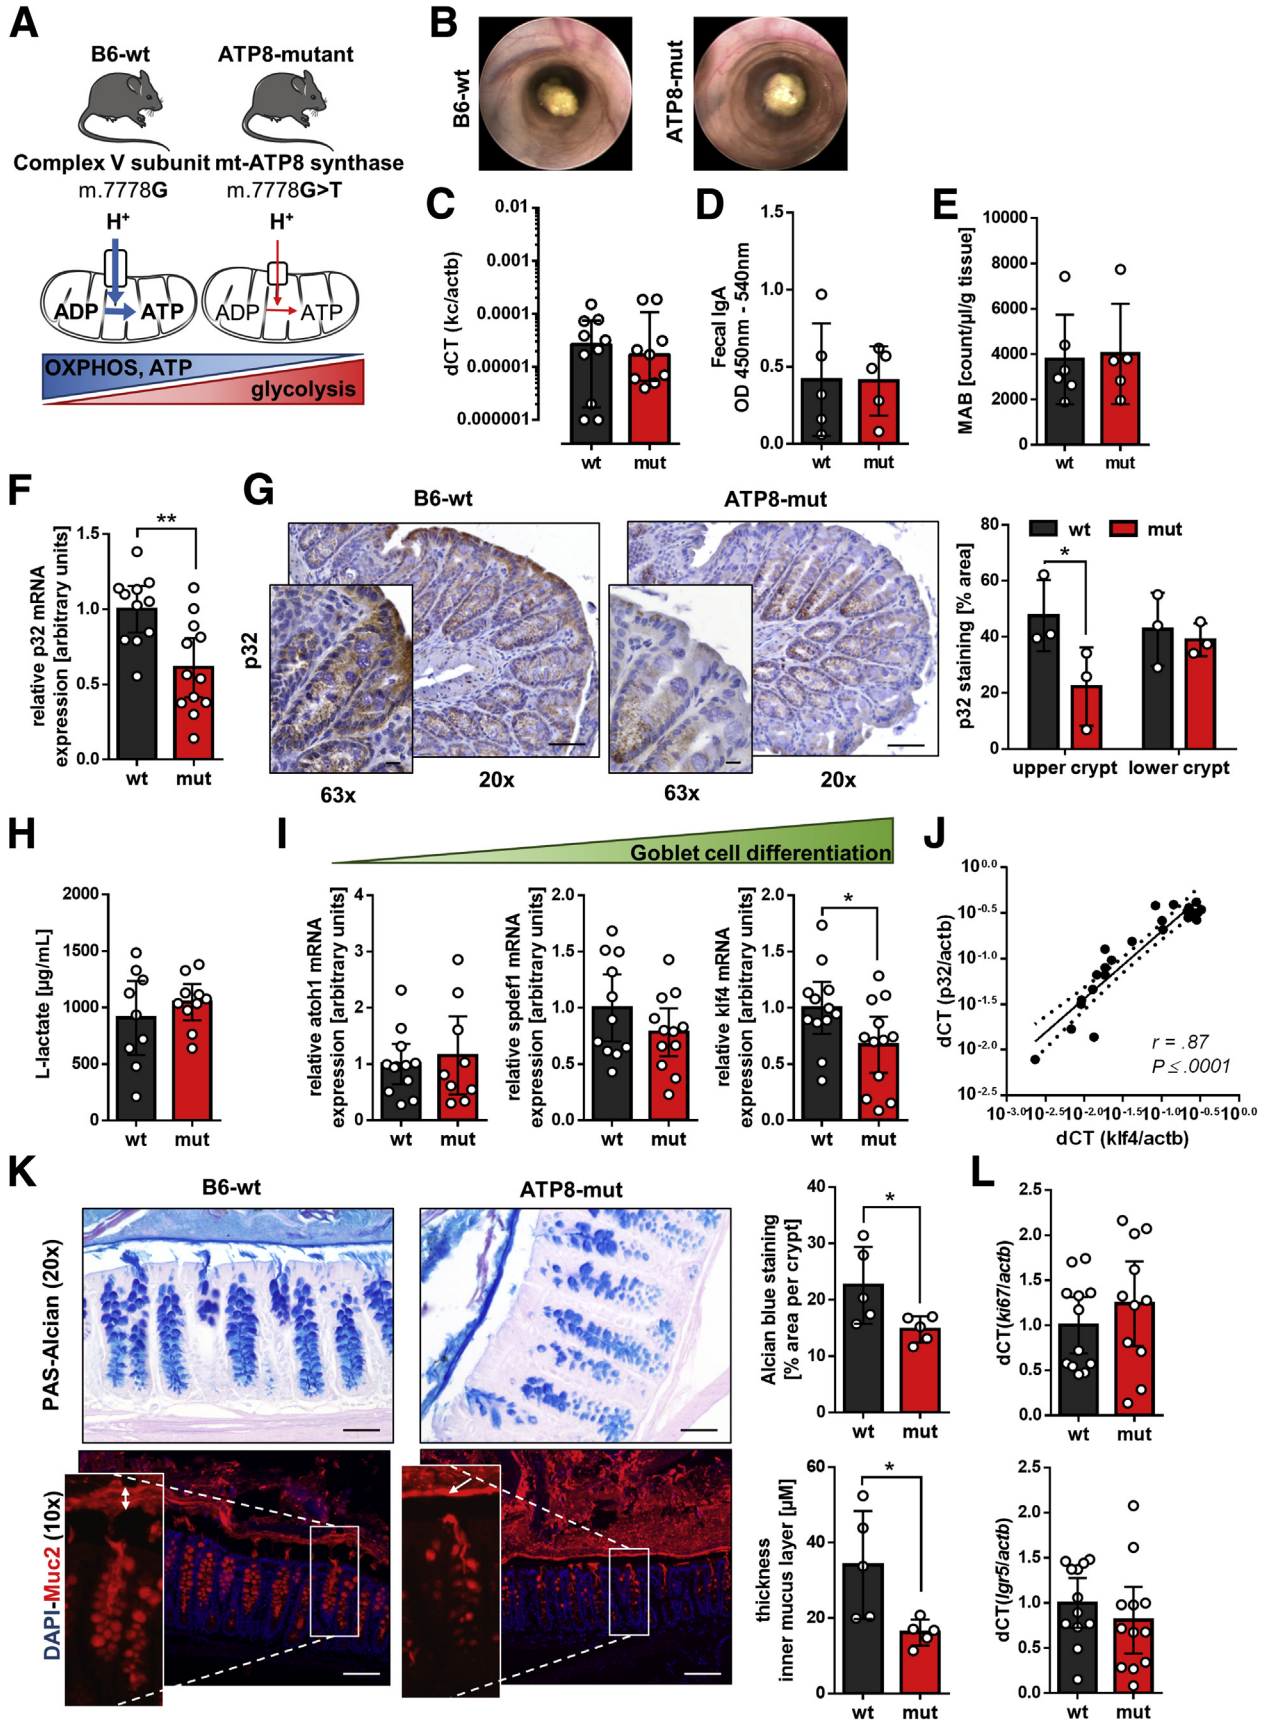 A
B6-wt
ATP8-mutant
Complex V subunit mt-ATP8 synthase
m.7778G
m.7778G>T
H+
H+
ADP
ATP
ADP
ATP
OXPHOS, ATP
glycolysis
B
B6-wt
ATP8-mut
C
dCT (kc/actb)
0.01
0.001
0.0001
0.00001
0.000001
wt
mut
D
Fecal IgA
OD 450nm - 540nm
1.5
1.0
0.5
0.0
wt
mut
E
MAB [count/µl/g tissue]
10000
8000
6000
4000
2000
0
wt
mut
F
relative p32 mRNA
expression [arbitrary units]
1.5
1.0
0.5
0.0
**
wt
mut
G
B6-wt
ATP8-mut
p32
63x
20x
63x
20x
p32 staining [% area]
80
60
40
20
0
wt
mut
*
upper crypt
lower crypt
H
L-lactate [µg/mL]
2000
1500
1000
500
0
wt
mut
I
Goblet cell differentiation
relative atoh1 mRNA
expression [arbitrary units]
4
3
2
1
0
wt
mut
relative spdef1 mRNA
expression [arbitrary units]
2.0
1.5
1.0
0.5
0.0
wt
mut
relative klf4 mRNA
expression [arbitrary units]
2.0
1.5
1.0
0.5
0.0
*
wt
mut
J
dCT (p32/actb)
10^0.0
10^-0.5
10^-1.0
10^-1.5
10^-2.0
10^-2.5
r = .87
P ≤ .0001
10^-3.0 10^-2.5 10^-2.0 10^-1.5 10^-1.0 10^-0.5 10^0.0
dCT (klf4/actb)
K
B6-wt
ATP8-mut
PAS-Alcian (20x)
DAPI-Muc2 (10x)
Alcian blue staining
[% area per crypt]
40
30
20
10
0
*
wt
mut
thickness
inner mucus layer [µM]
60
40
20
0
*
wt
mut
L
dCT(ki67/actb)
2.5
2.0
1.5
1.0
0.5
0.0
wt
mut
dCT(lgr5/actb)
2.5
2.0
1.5
1.0
0.5
0.0
wt
mut